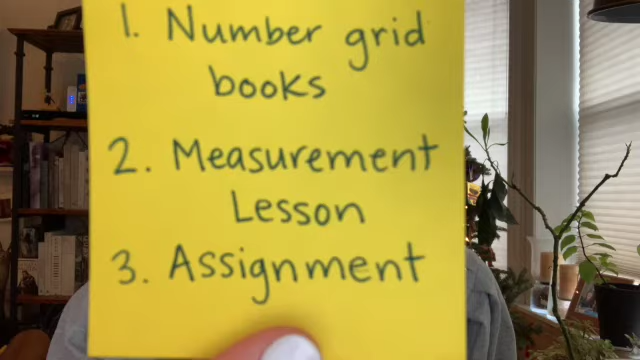 1. Number grid
books
2. Measurement
Lesson
3. Assignment